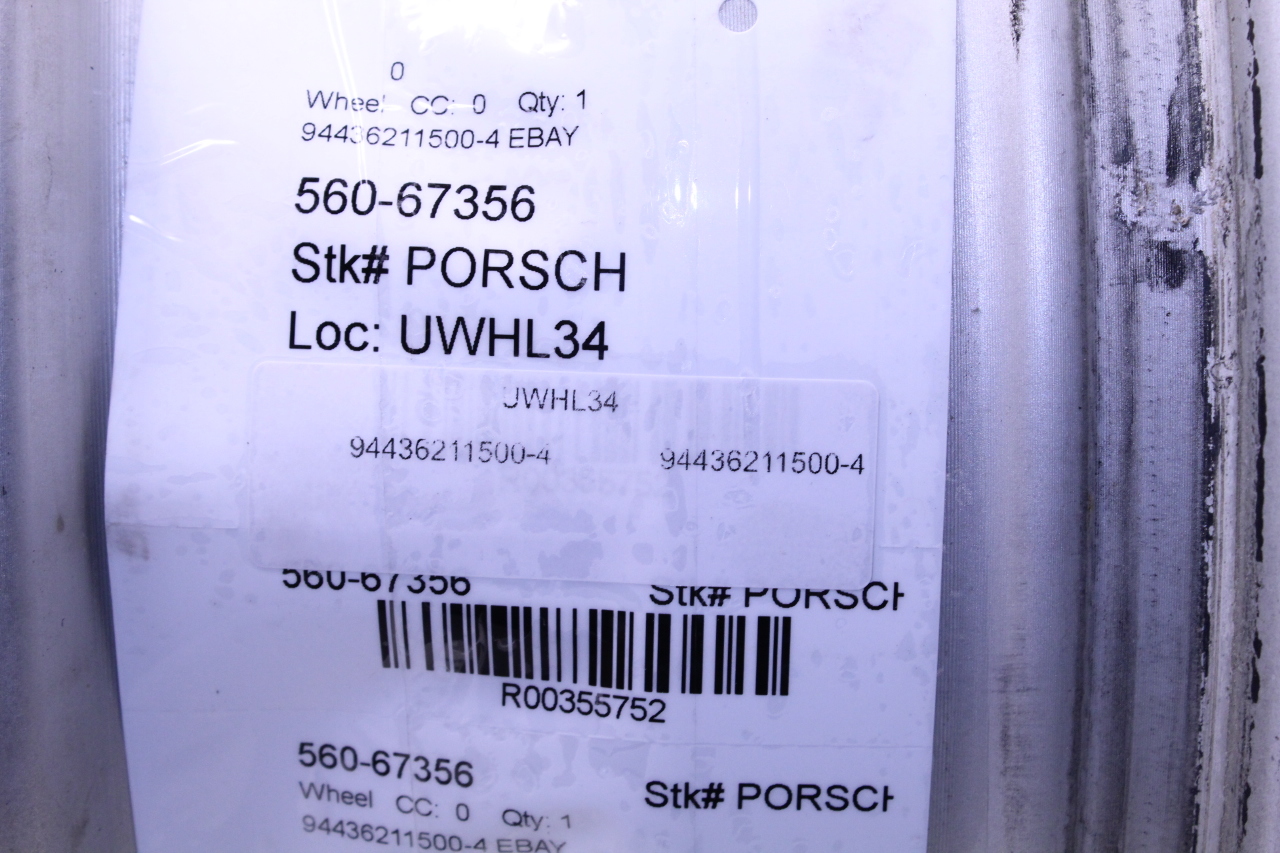 0
Wheel CC: 0 Qty: 1
94436211500-4 EBAY
560-67356
Stk# PORSCH
Loc: UWHL34
UWHL34
94436211500-4 94436211500-4
560-67356 Stk# PORSCH
R00355752
560-67356 Stk# PORSCH
Wheel CC: 0 Qty: 1
94436211500-4 EBAY